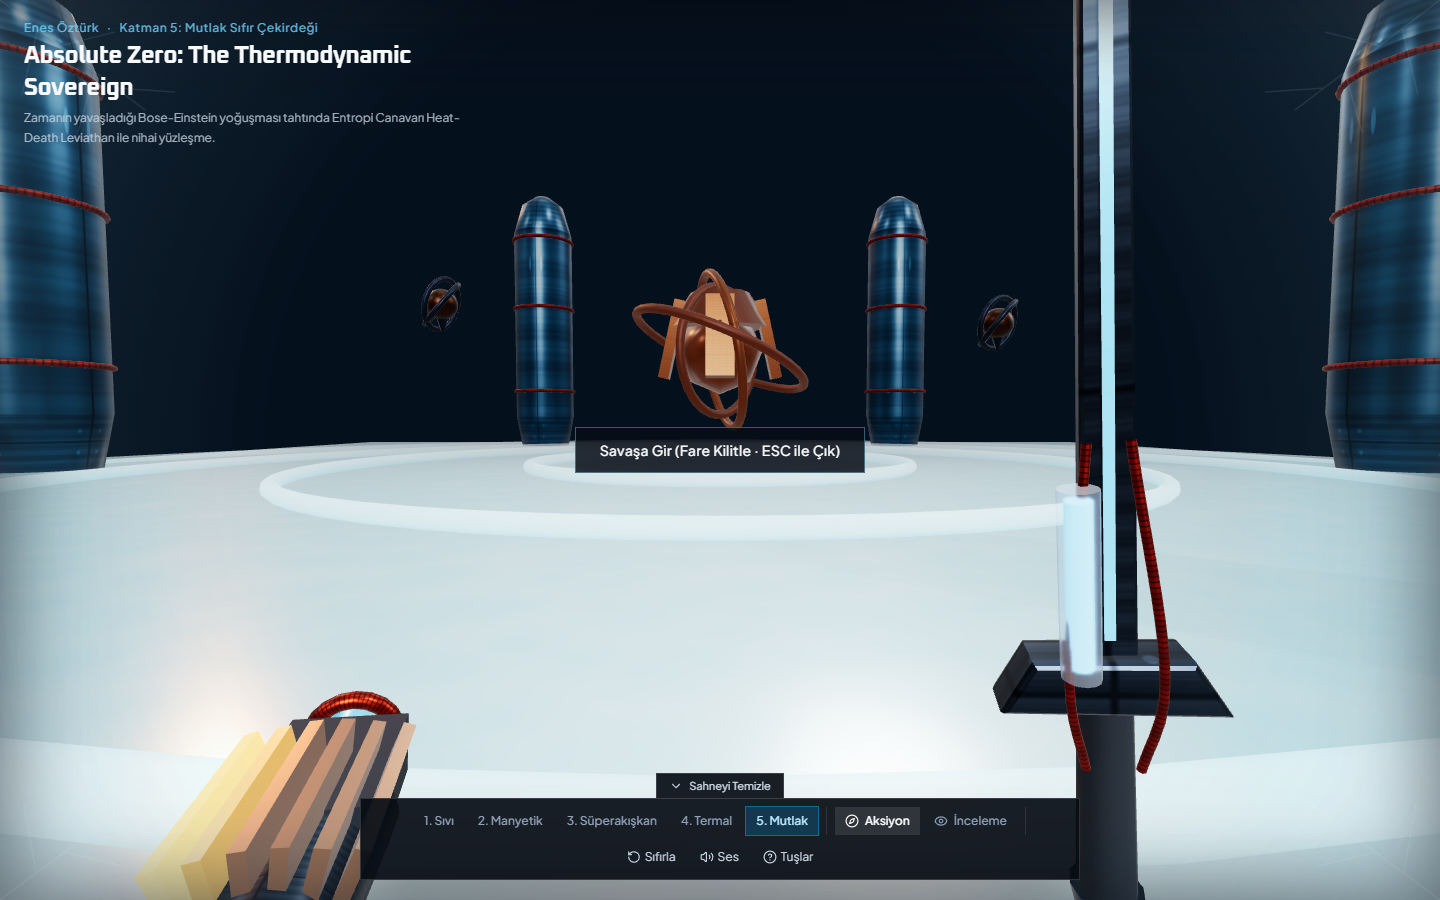 Enes Öztürk · Katman 5: Mutlak Sıfır Çekirdeği
Absolute Zero: The Thermodynamic
Sovereign
Zamanın yavaşladığı Bose-Einstein yoğuşması tahtında Entropi Canavarı Heat-
Death Leviathan ile nihai yüzleşme.
Savaşa Gir (Fare Kilitle · ESC ile Çık)
Sahneyi Temizle
1. Sıvı 2. Manyetik 3. Süperakışkan 4. Termal 5. Mutlak Aksiyon İnceleme
Sıfırla Ses Tuşlar